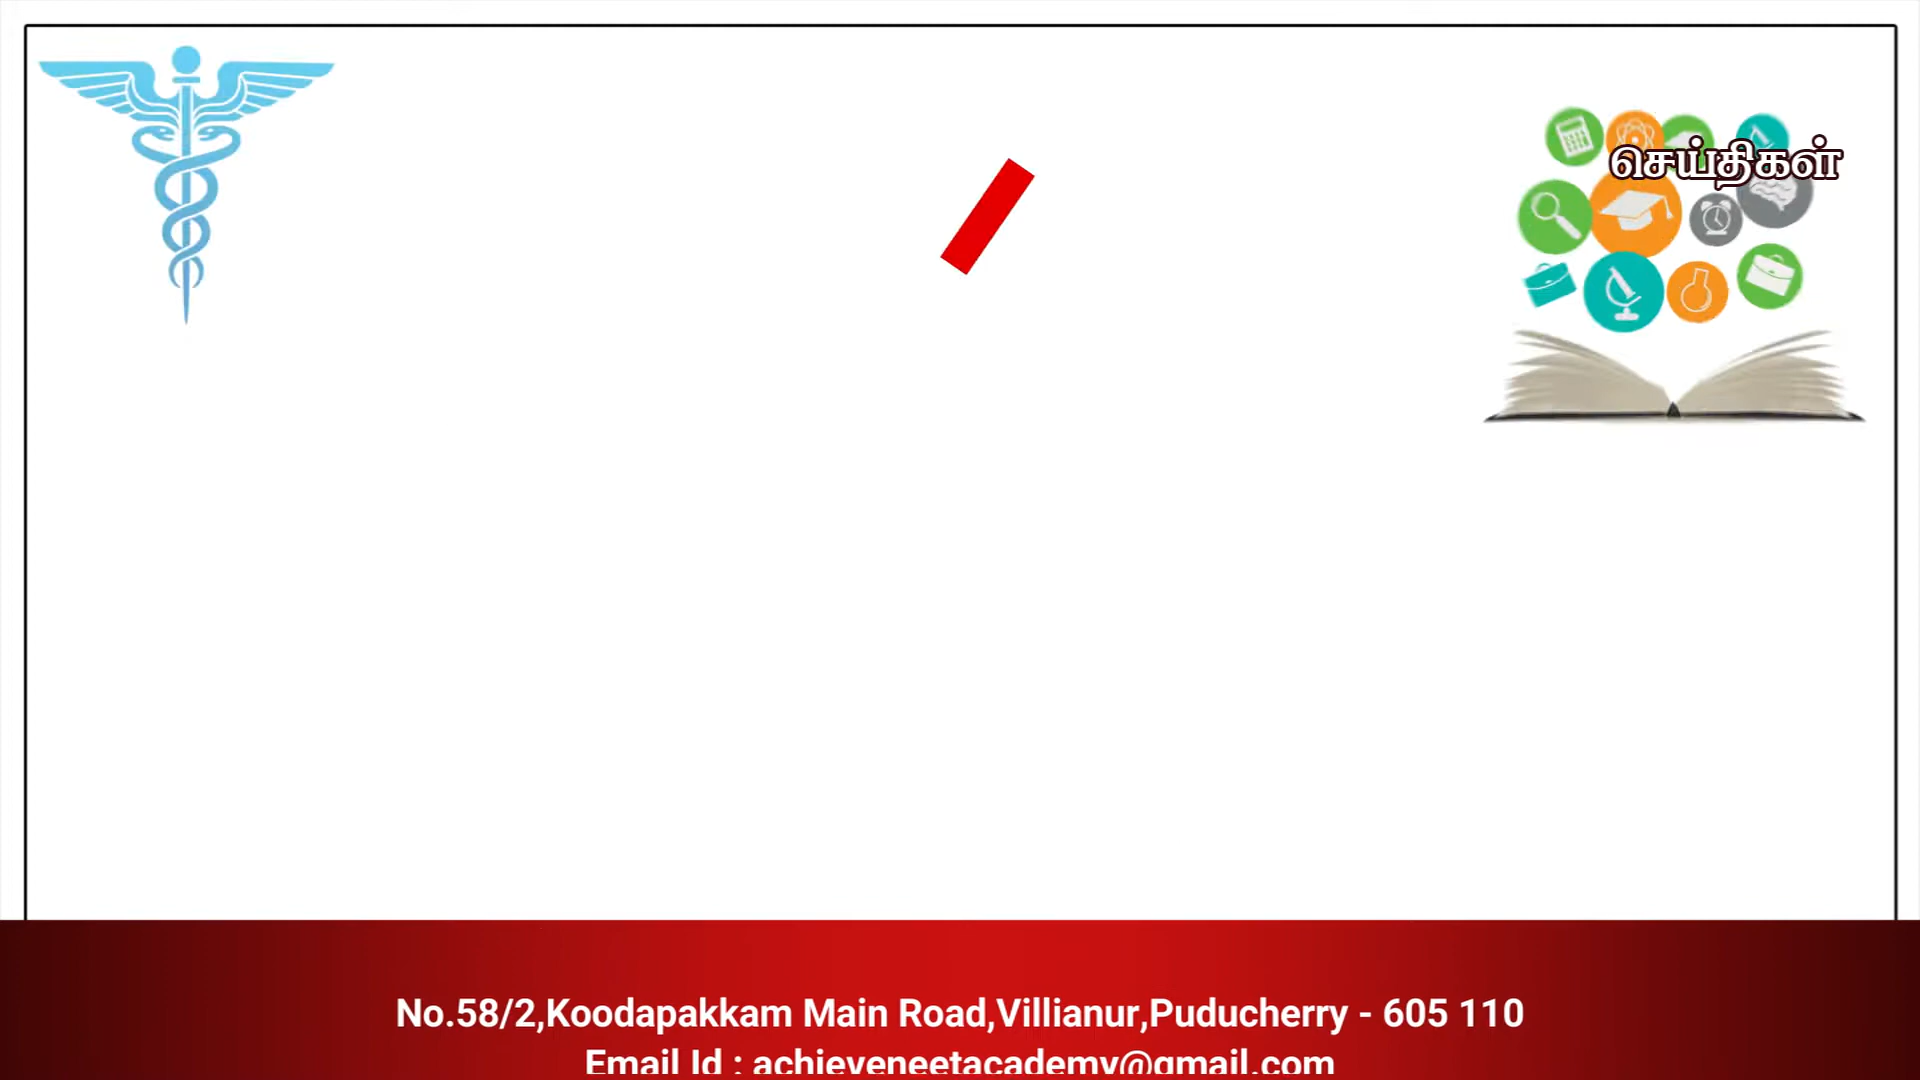 செய்திகள்
No.58/2,Koodapakkam Main Road,Villianur,Puducherry - 605 110
Email Id : achieveneetacademy@gmail.com